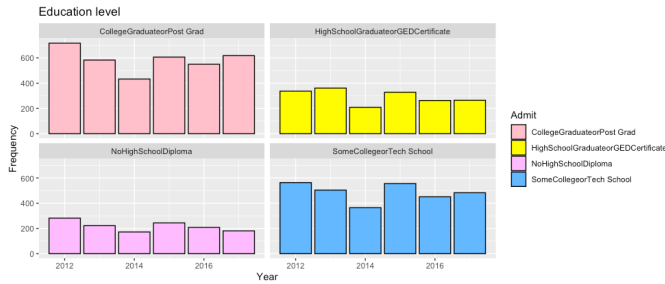 Education level
CollegeGraduateorPost Grad
HighSchoolGraduateorGEDCertificate
600
400
200
0
NoHighSchoolDiploma
SomeCollegeorTech School
600
400
200
0
2012 2014 2016 2012 2014 2016
Year
Frequency
Admit
CollegeGraduateorPost Grad
HighSchoolGraduateorGEDCertificate
NoHighSchoolDiploma
SomeCollegeorTech School